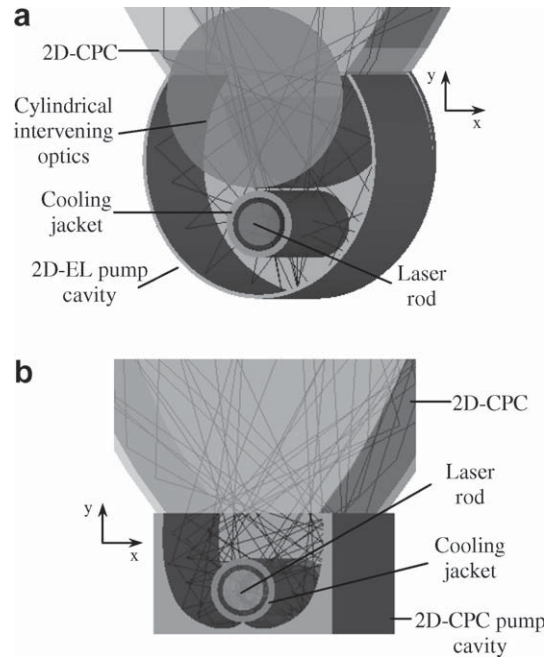 a
2D-CPC
Cylindrical
intervening
optics
Cooling
jacket
2D-EL pump
cavity
y
x
Laser
rod
b
2D-CPC
Laser
rod
y
x
Cooling
jacket
2D-CPC pump
cavity